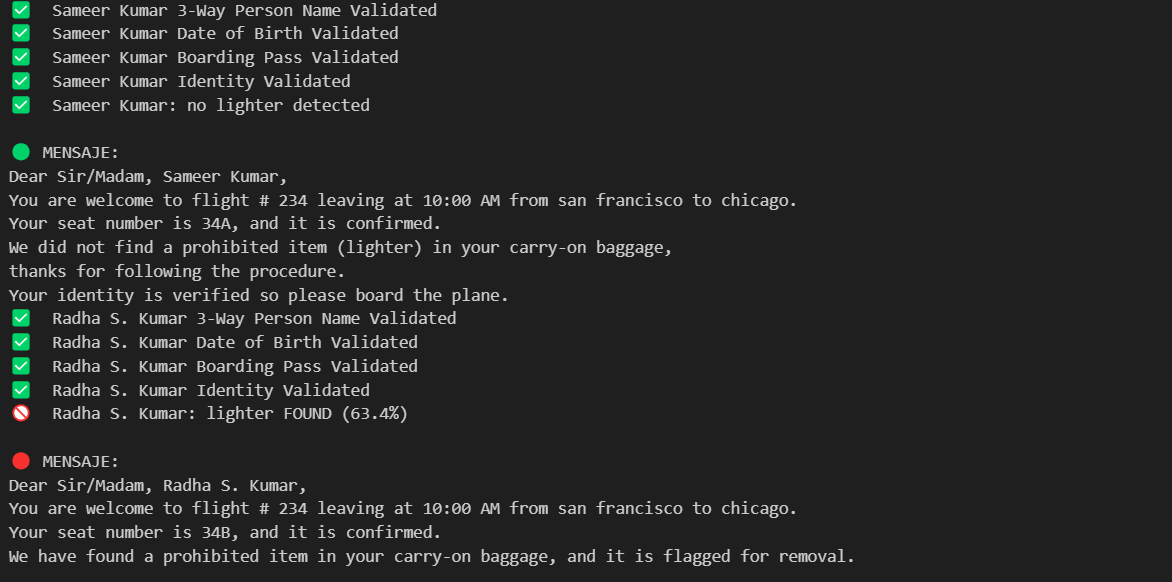 ✅ Sameer Kumar 3-Way Person Name Validated
✅ Sameer Kumar Date of Birth Validated
✅ Sameer Kumar Boarding Pass Validated
✅ Sameer Kumar Identity Validated
✅ Sameer Kumar: no lighter detected
🟢 MENSAJE:
Dear Sir/Madam, Sameer Kumar,
You are welcome to flight # 234 leaving at 10:00 AM from san francisco to chicago.
Your seat number is 34A, and it is confirmed.
We did not find a prohibited item (lighter) in your carry-on baggage,
thanks for following the procedure.
Your identity is verified so please board the plane.
✅ Radha S. Kumar 3-Way Person Name Validated
✅ Radha S. Kumar Date of Birth Validated
✅ Radha S. Kumar Boarding Pass Validated
✅ Radha S. Kumar Identity Validated
🚫 Radha S. Kumar: lighter FOUND (63.4%)
🔴 MENSAJE:
Dear Sir/Madam, Radha S. Kumar,
You are welcome to flight # 234 leaving at 10:00 AM from san francisco to chicago.
Your seat number is 34B, and it is confirmed.
We have found a prohibited item in your carry-on baggage, and it is flagged for removal.